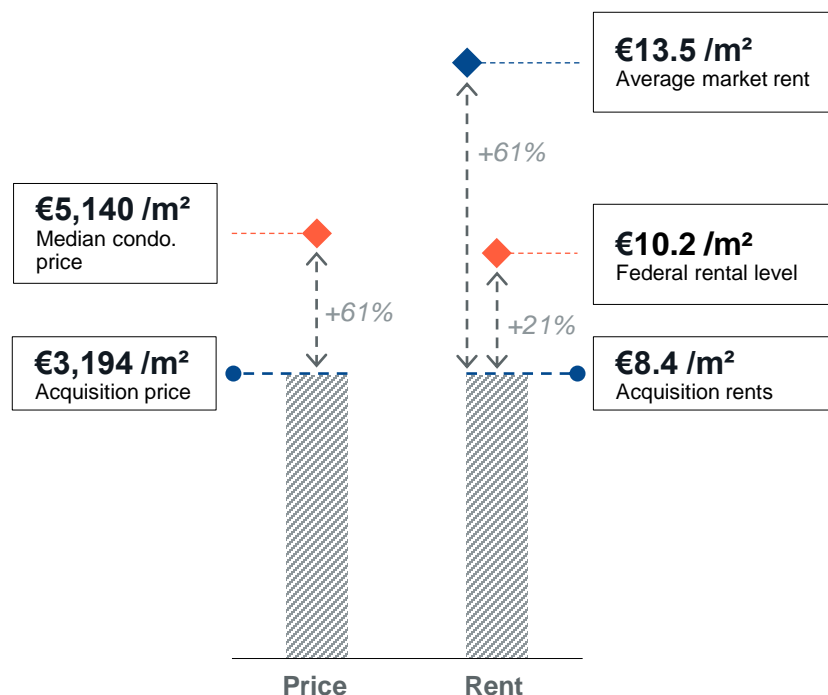 €13.5 /m²
Average market rent
+61%
€5,140 /m²
Median condo.
price
€10.2 /m²
Federal rental level
+61%
+21%
€3,194 /m²
Acquisition price
€8.4 /m²
Acquisition rents
Price
Rent